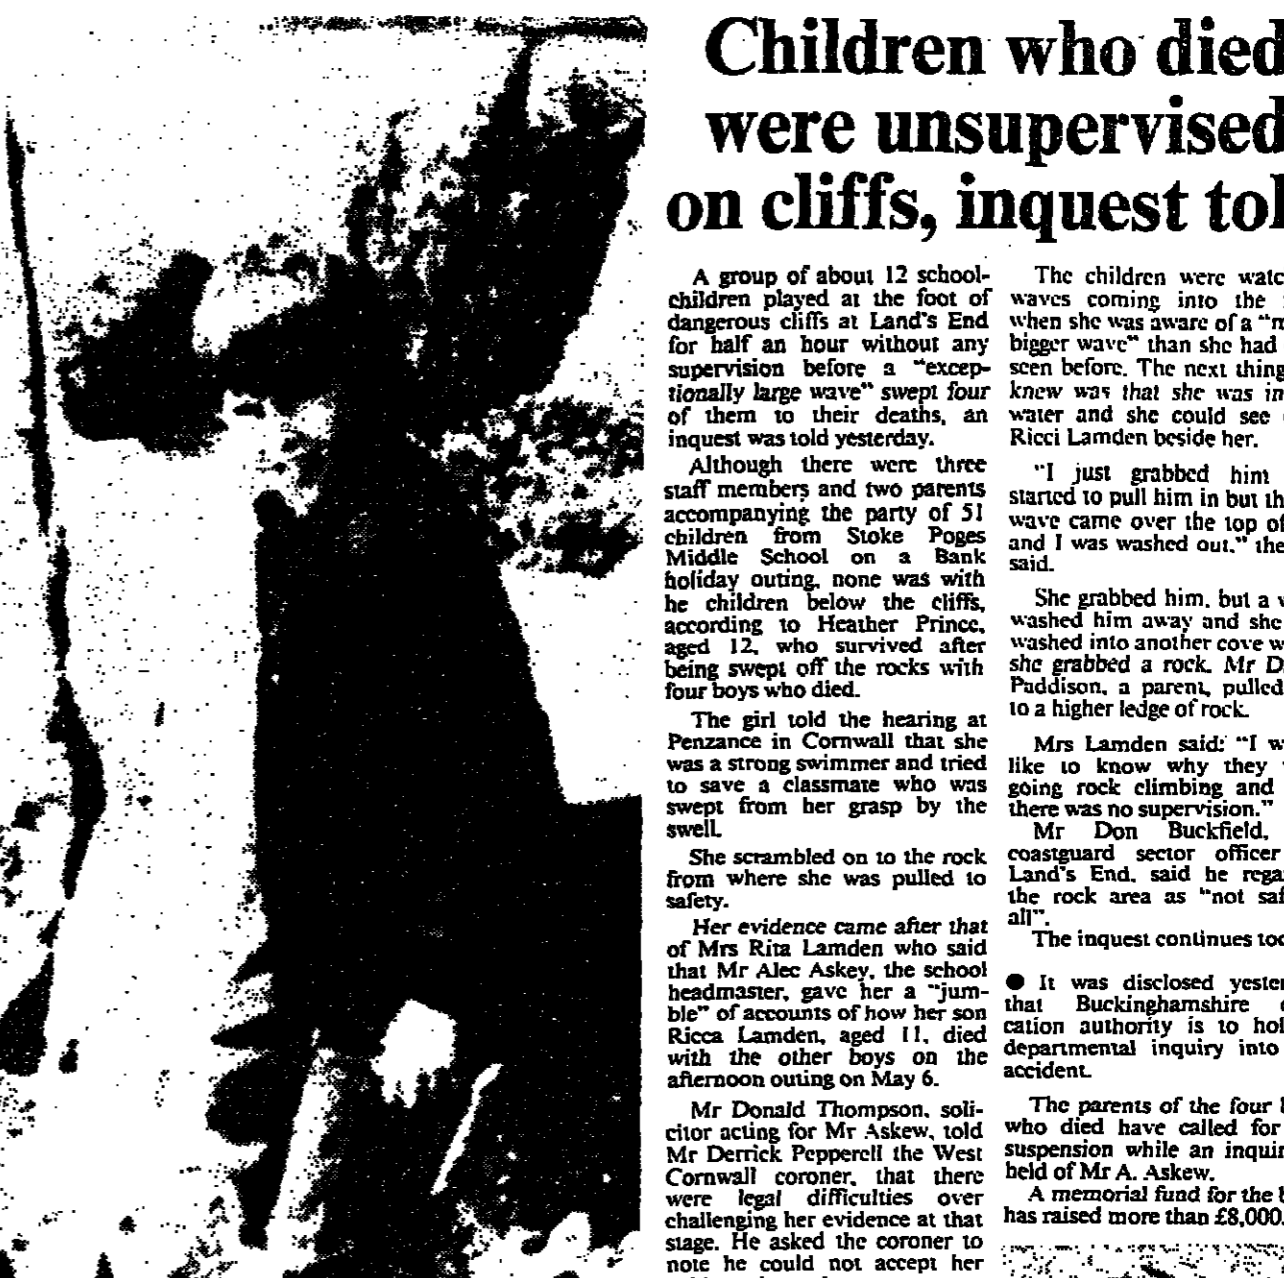 Children who died
were unsupervised
on cliffs, inquest tol
A group of about 12 school-
children played at the foot of
dangerous cliffs at Land's End
for half an hour without any
supervision before a "excep-
tionally large wave" swept four
of them to their deaths, an
inquest was told yesterday.
Although there were three
staff members and two parents
accompanying the party of 51
children from Stoke Poges
Middle School on a Bank
holiday outing, none was with
he children below the cliffs,
according to Heather Prince,
aged 12, who survived after
being swept off the rocks with
four boys who died.
The girl told the hearing at
Penzance in Cornwall that she
was a strong swimmer and tried
to save a classmate who was
swept from her grasp by the
swell.
She scrambled on to the rock
from where she was pulled to
safety.
Her evidence came after that
of Mrs Rita Lamden who said
that Mr Alec Askey, the school
headmaster, gave her a "jum-
ble" of accounts of how her son
Ricca Lamden, aged 11, died
with the other boys on the
afternoon outing on May 6.
Mr Donald Thompson, soli-
citor acting for Mr Askew, told
Mr Derrick Pepperell the West
Cornwall coroner, that there
were legal difficulties over
challenging her evidence at that
stage. He asked the coroner to
note he could not accept her
The children were watc
waves coming into the
when she was aware of a "m
bigger wave" than she had
seen before. The next thing
knew was that she was in
water and she could see
Ricci Lamden beside her.
"I just grabbed him
started to pull him in but th
wave came over the top of
and I was washed out." the
said.
She grabbed him, but a w
washed him away and she
washed into another cove w
she grabbed a rock. Mr D
Paddison, a parent, pulled
to a higher ledge of rock.
Mrs Lamden said: "I w
like to know why they
going rock climbing and
there was no supervision."
Mr Don Buckfield,
coastguard sector officer
Land's End, said he rega
the rock area as "not saf
all".
The inquest continues too
● It was disclosed yester
that Buckinghamshire
cation authority is to hol
departmental inquiry into
accident.
The parents of the four b
who died have called for
suspension while an inquir
held of Mr A. Askew.
A memorial fund for the b
has raised more than £8,000.